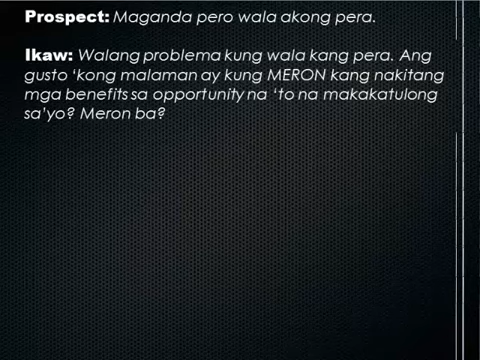 Prospect: Maganda pero wala akong pera.
Ikaw: Walang problema kung wala kang pera. Ang
gusto ‘kong malaman ay kung MERON kang nakitang
mga benefits sa opportunity na ‘to na makakatulong
sa’yo? Meron ba?